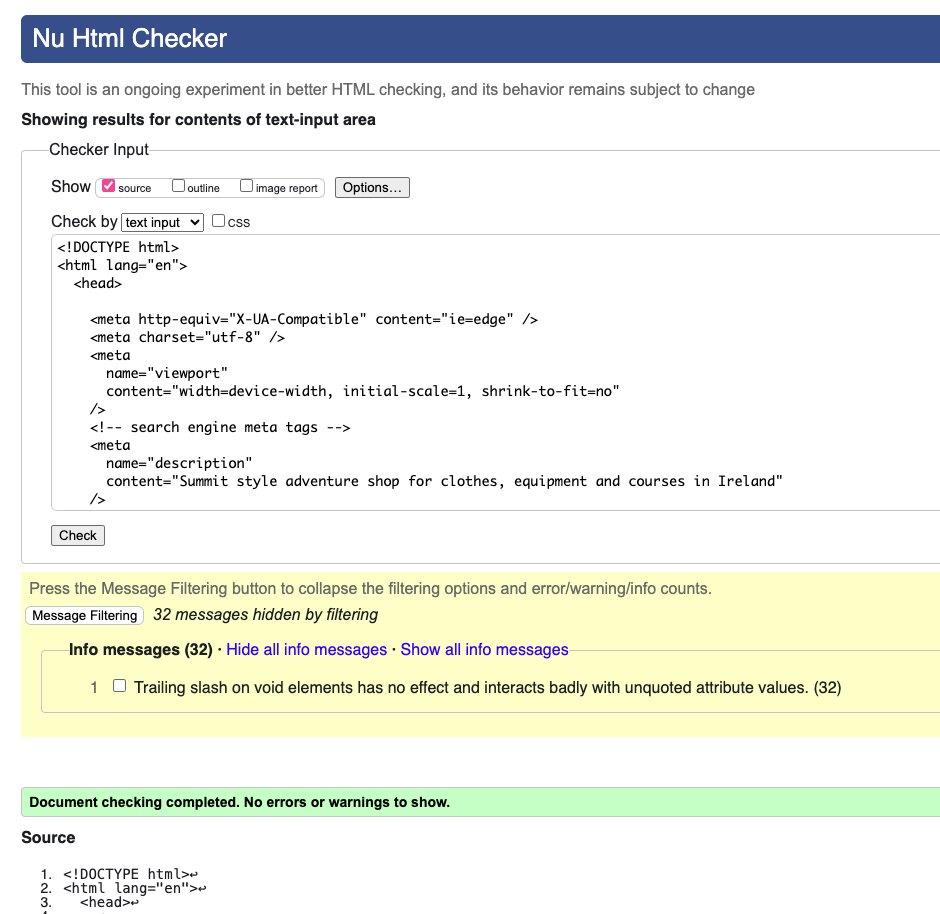 Nu Html Checker
This tool is an ongoing experiment in better HTML checking, and its behavior remains subject to change
Showing results for contents of text-input area
Checker Input
Show source outline image report Options...
Check by text input CSS
<!DOCTYPE html>
<html lang="en">
  <head>

    <meta http-equiv="X-UA-Compatible" content="ie=edge" />
    <meta charset="utf-8" />
    <meta
      name="viewport"
      content="width=device-width, initial-scale=1, shrink-to-fit=no"
    />
    <!-- search engine meta tags -->
    <meta
      name="description"
      content="Summit style adventure shop for clothes, equipment and courses in Ireland"
    />
Check
Press the Message Filtering button to collapse the filtering options and error/warning/info counts.
Message Filtering 32 messages hidden by filtering
Info messages (32) · Hide all info messages · Show all info messages
1 Trailing slash on void elements has no effect and interacts badly with unquoted attribute values. (32)
Document checking completed. No errors or warnings to show.
Source
1. <!DOCTYPE html>↩
2. <html lang="en">↩
3.   <head>↩